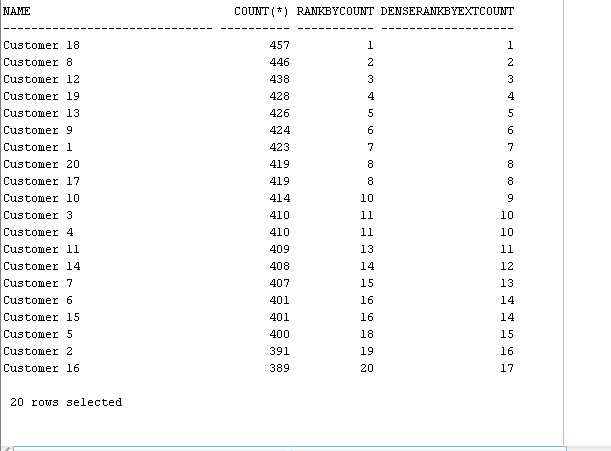 NAME                           COUNT(*) RANKBYCOUNT DENSERANKBYEXTCOUNT
------------------------------ ---------- ----------- -------------------
Customer 18                           457           1                   1
Customer 8                            446           2                   2
Customer 12                           438           3                   3
Customer 19                           428           4                   4
Customer 13                           426           5                   5
Customer 9                            424           6                   6
Customer 1                            423           7                   7
Customer 20                           419           8                   8
Customer 17                           419           8                   8
Customer 10                           414          10                   9
Customer 3                            410          11                  10
Customer 4                            410          11                  10
Customer 11                           409          13                  11
Customer 14                           408          14                  12
Customer 7                            407          15                  13
Customer 6                            401          16                  14
Customer 15                           401          16                  14
Customer 5                            400          18                  15
Customer 2                            391          19                  16
Customer 16                           389          20                  17
20 rows selected